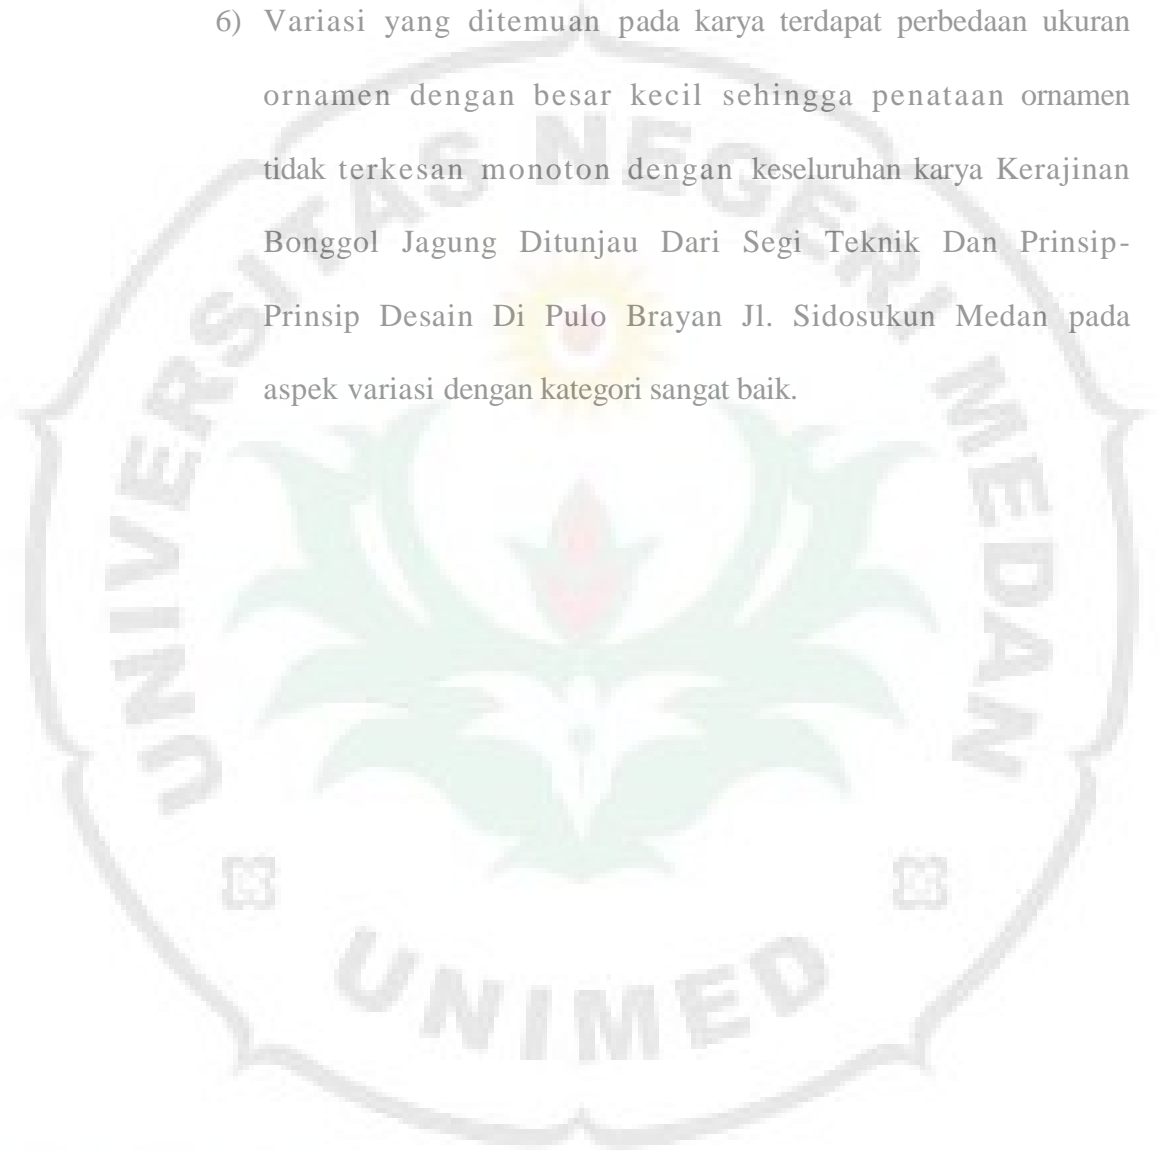 6) Variasi yang ditemuan pada karya terdapat perbedaan ukuran
ornamen dengan besar kecil sehingga penataan ornamen
tidak terkesan monoton dengan keseluruhan karya Kerajinan
Bonggol Jagung Ditunjau Dari Segi Teknik Dan Prinsip-
Prinsip Desain Di Pulo Brayan Jl. Sidosukun Medan pada
aspek variasi dengan kategori sangat baik.
UNIVERSITAS NEGERI MEDAN
UNIMED